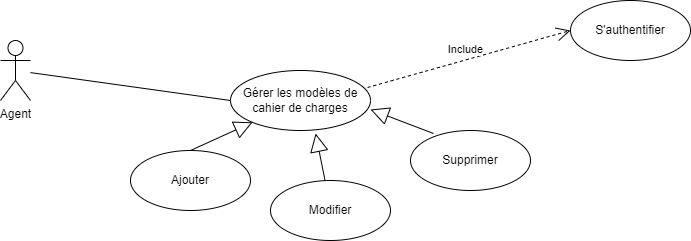 S'authentifier
Include
Gérer les modèles de
cahier de charges
Agent
Supprimer
Ajouter
Modifier